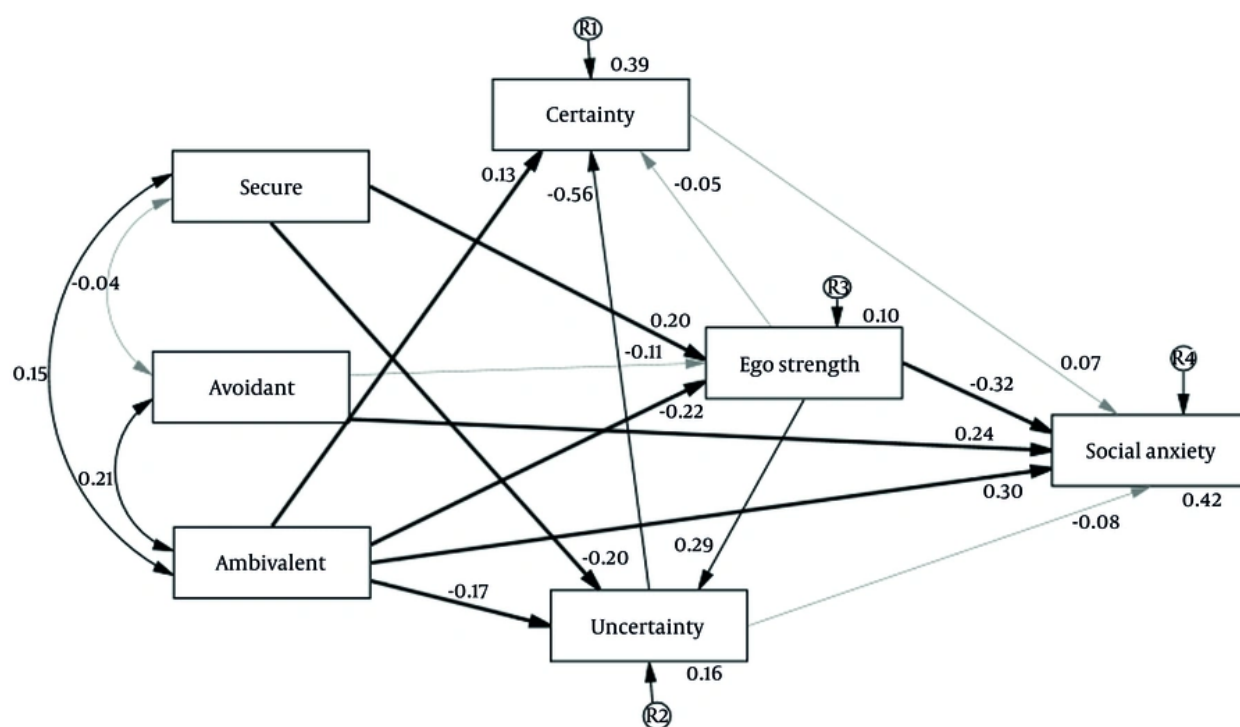 R1
0.39
Certainty
0.13
-0.56
-0.05
Secure
-0.04
0.20
R3
0.10
-0.11
Ego strength
Avoidant
-0.32
0.07
R4
0.15
-0.22
0.24
Social anxiety
0.21
0.30
0.42
-0.08
Ambivalent
0.29
-0.20
-0.17
Uncertainty
0.16
R2